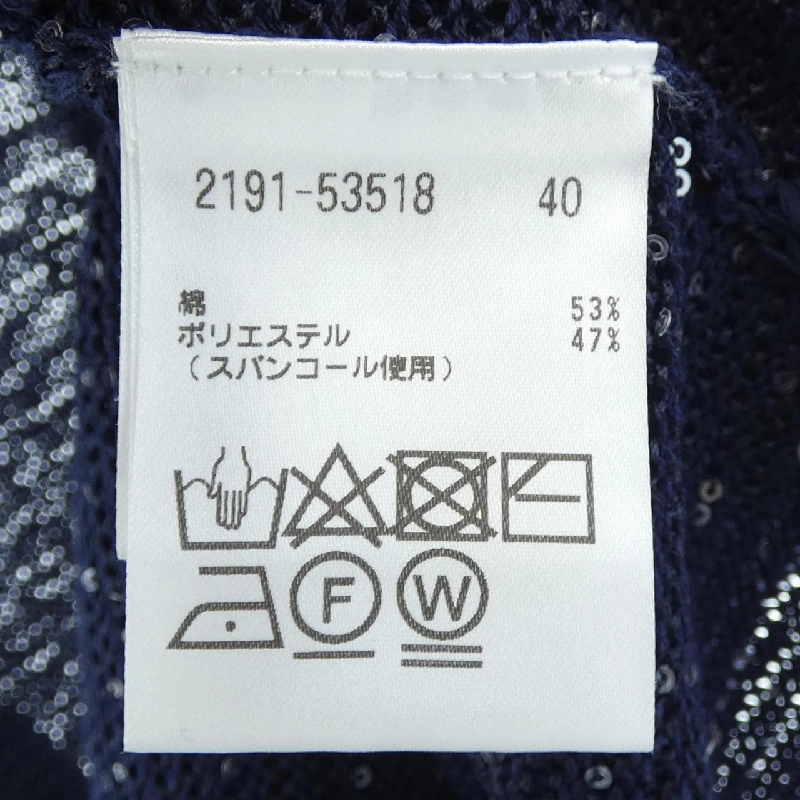 2191-53518 40
綿 53%
ポリエステル 47%
（スパンコール使用）
F W